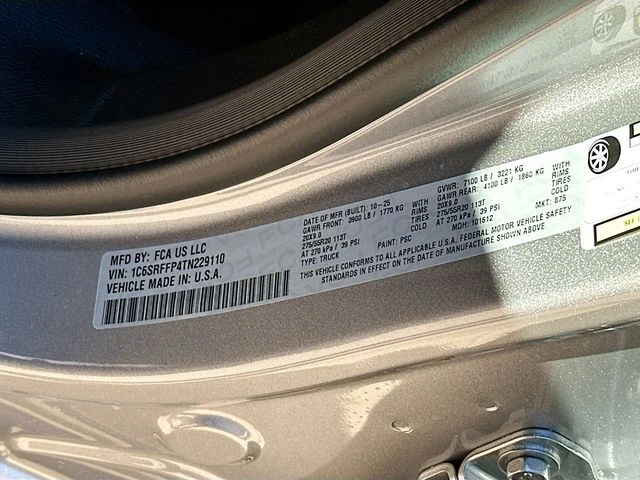 MFD BY: FCA US LLC
VIN: 1C6SRFFP4TN229110
VEHICLE MADE IN: U.S.A.
DATE OF MFR (BUILT): 10-25
GAWR FRONT: 3900 LB / 1770 KG WITH
20X9.0 RIMS
275/55R20 113T TIRES
AT 270 kPa / 39 PSI COLD
TYPE: TRUCK PAINT: PSC
GVWR: 7100 LB / 3221 KG
GAWR REAR: 4100 LB / 1860 KG WITH
20X9.0 RIMS
275/55R20 113T TIRES
AT 270 kPa / 39 PSI COLD
MDH: 101612 MKT: 875
THIS VEHICLE CONFORMS TO ALL APPLICABLE U.S.A. FEDERAL MOTOR VEHICLE SAFETY
STANDARDS IN EFFECT ON THE DATE OF MANUFACTURE SHOWN ABOVE.